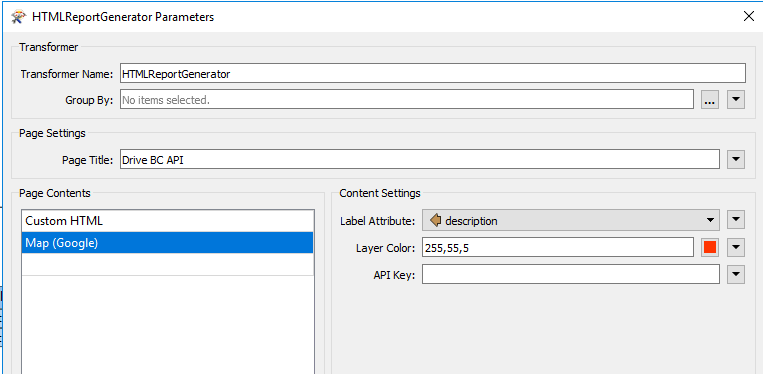 HTMLReportGenerator Parameters
Transformer
Transformer Name: HTMLReportGenerator
Group By: No items selected. ...
Page Settings
Page Title: Drive BC API
Page Contents
Custom HTML
Map (Google)
Content Settings
Label Attribute: description
Layer Color: 255,55,5
API Key: